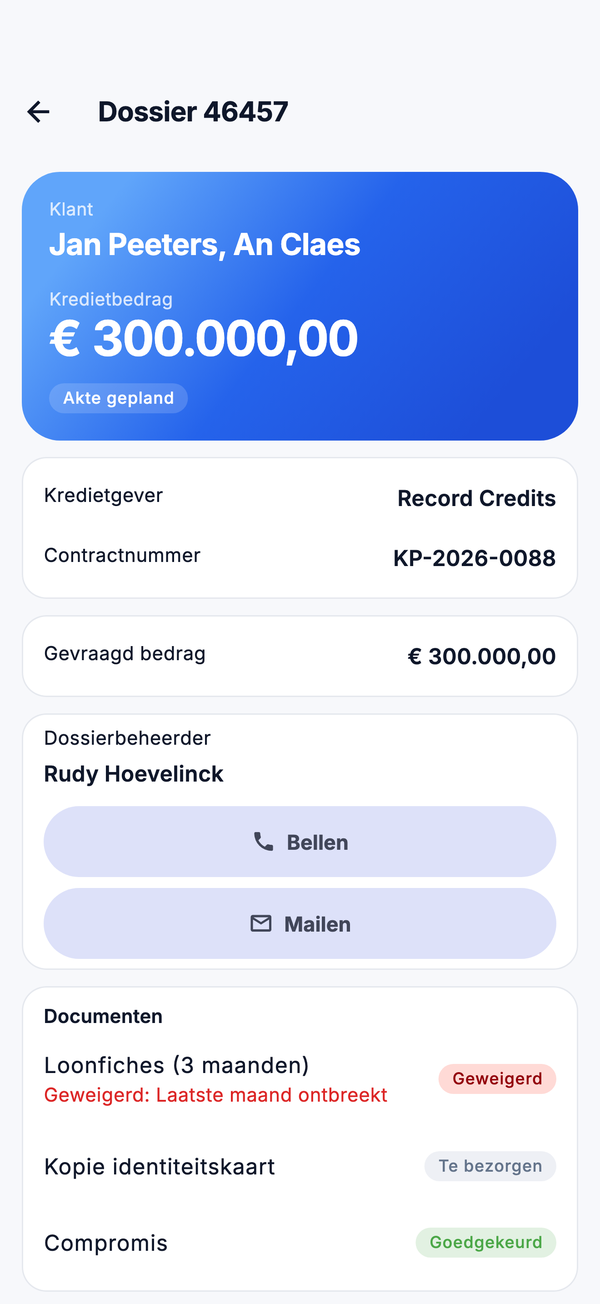 Dossier 46457
Klant
Jan Peeters, An Claes
Kredietbedrag
€ 300.000,00
Akte gepland
Kredietgever Record Credits
Contractnummer KP-2026-0088
Gevraagd bedrag € 300.000,00
Dossierbeheerder
Rudy Hoevelinck
Bellen
Mailen
Documenten
Loonfiches (3 maanden)
Geweigerd: Laatste maand ontbreekt
Geweigerd
Kopie identiteitskaart Te bezorgen
Compromis Goedgekeurd